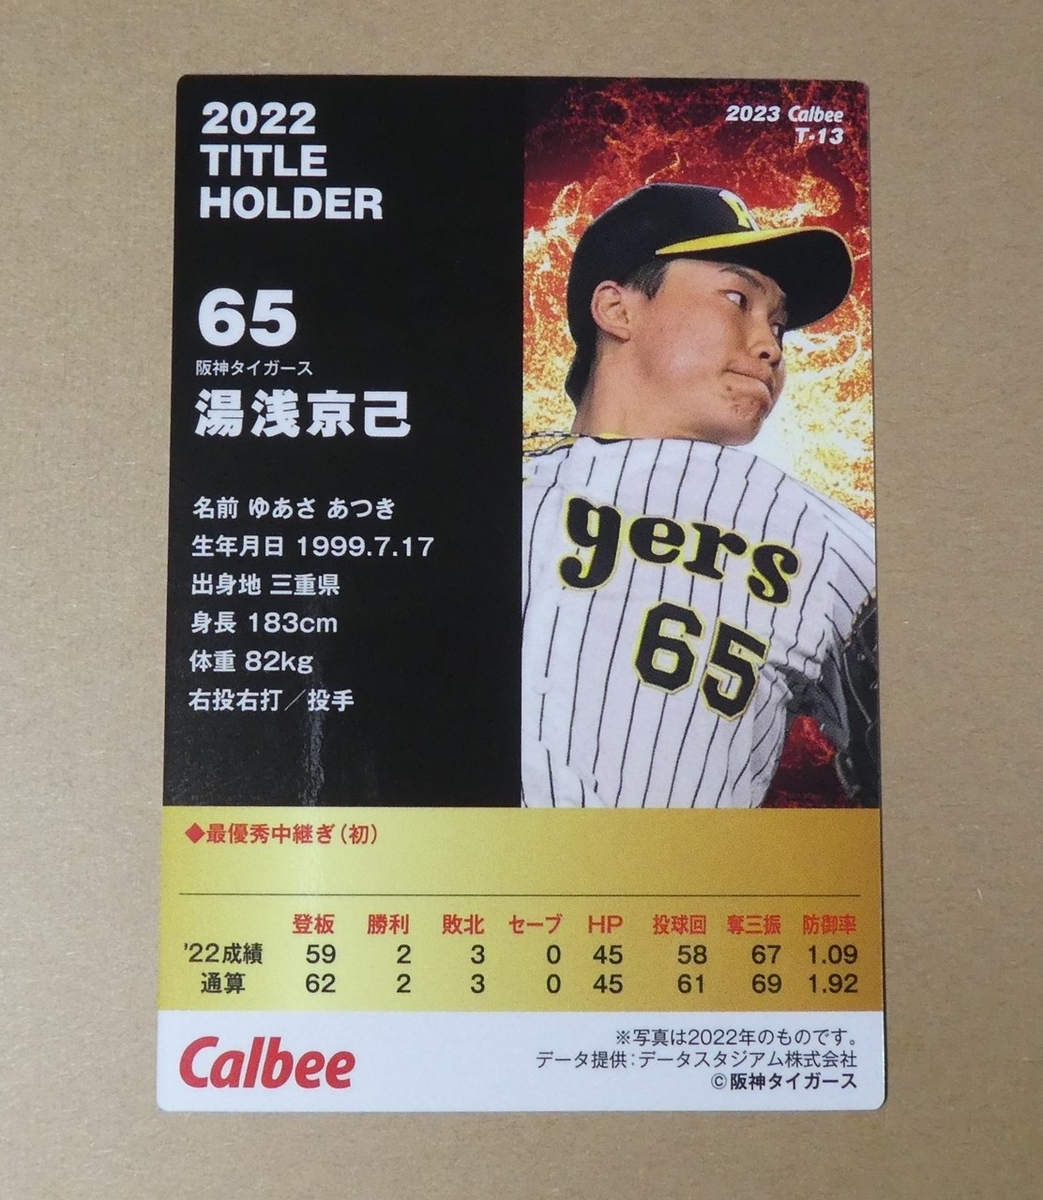 2022
TITLE
HOLDER
2023 Calbee
T-13
65
阪神タイガース
湯浅京己
名前 ゆあさ あつき
生年月日 1999.7.17
出身地 三重県
身長 183cm
体重 82kg
右投右打／投手
gers
65
◆最優秀中継ぎ(初)
登板 勝利 敗北 セーブ HP 投球回 奪三振 防御率
'22成績 59 2 3 0 45 58 67 1.09
通算 62 2 3 0 45 61 69 1.92
Calbee
※写真は2022年のものです。
データ提供:データスタジアム株式会社
©阪神タイガース